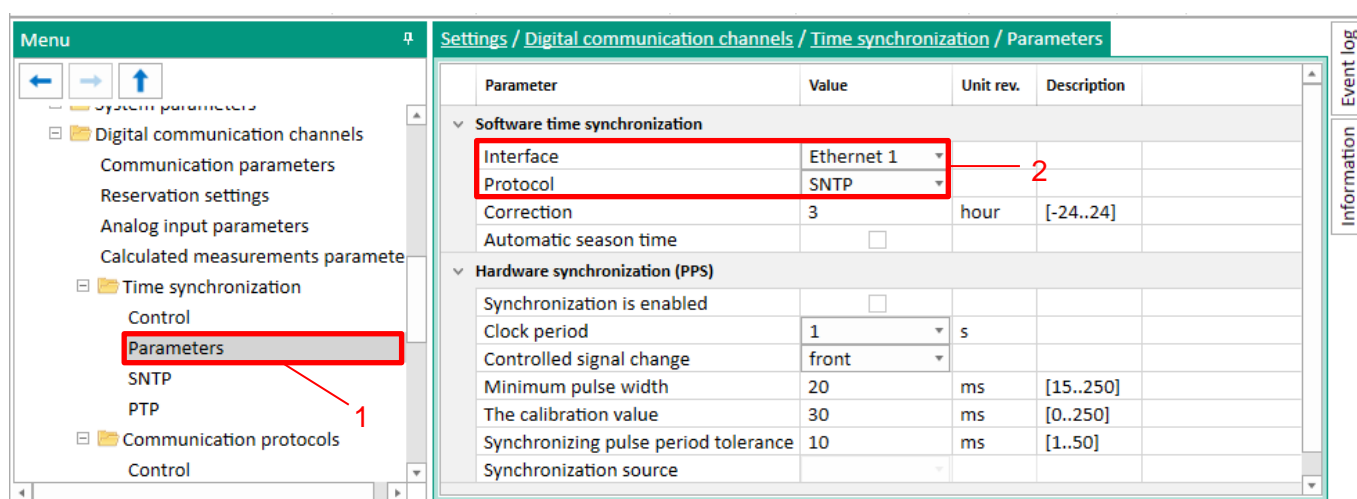 Menu
System parameters
Digital communication channels
Communication parameters
Reservation settings
Analog input parameters
Calculated measurements paramete
Time synchronization
Control
Parameters
SNTP
PTP
Communication protocols
Control
1
Settings / Digital communication channels / Time synchronization / Parameters
Parameter Value Unit rev. Description
Software time synchronization
Interface Ethernet 1
Protocol SNTP
2
Correction 3 hour [-24..24]
Automatic season time
Hardware synchronization (PPS)
Synchronization is enabled
Clock period 1 s
Controlled signal change front
Minimum pulse width 20 ms [15..250]
The calibration value 30 ms [0..250]
Synchronizing pulse period tolerance 10 ms [1..50]
Synchronization source
Event log
Information